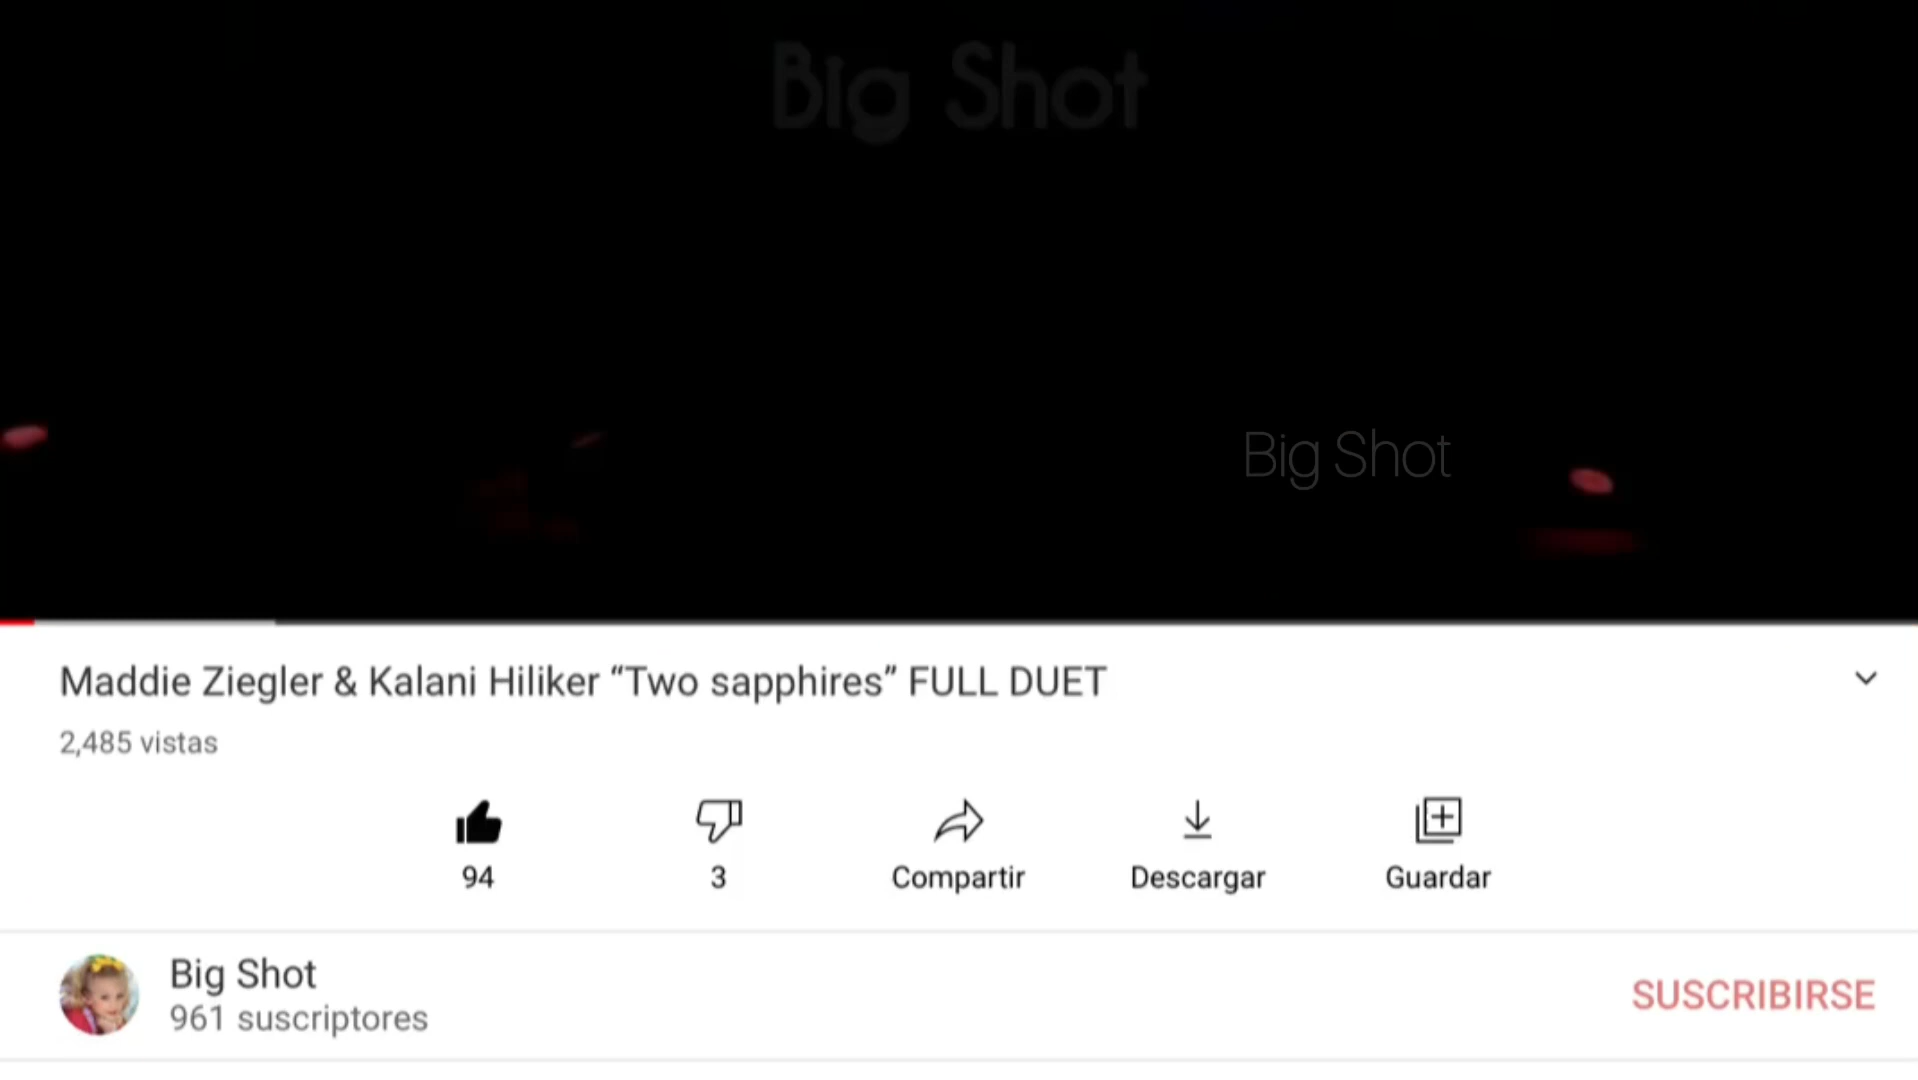 Big Shot
Big Shot
Maddie Ziegler & Kalani Hiliker “Two sapphires” FULL DUET
2,485 vistas
94
3
Compartir
Descargar
Guardar
Big Shot
961 suscriptores
SUSCRIBIRSE